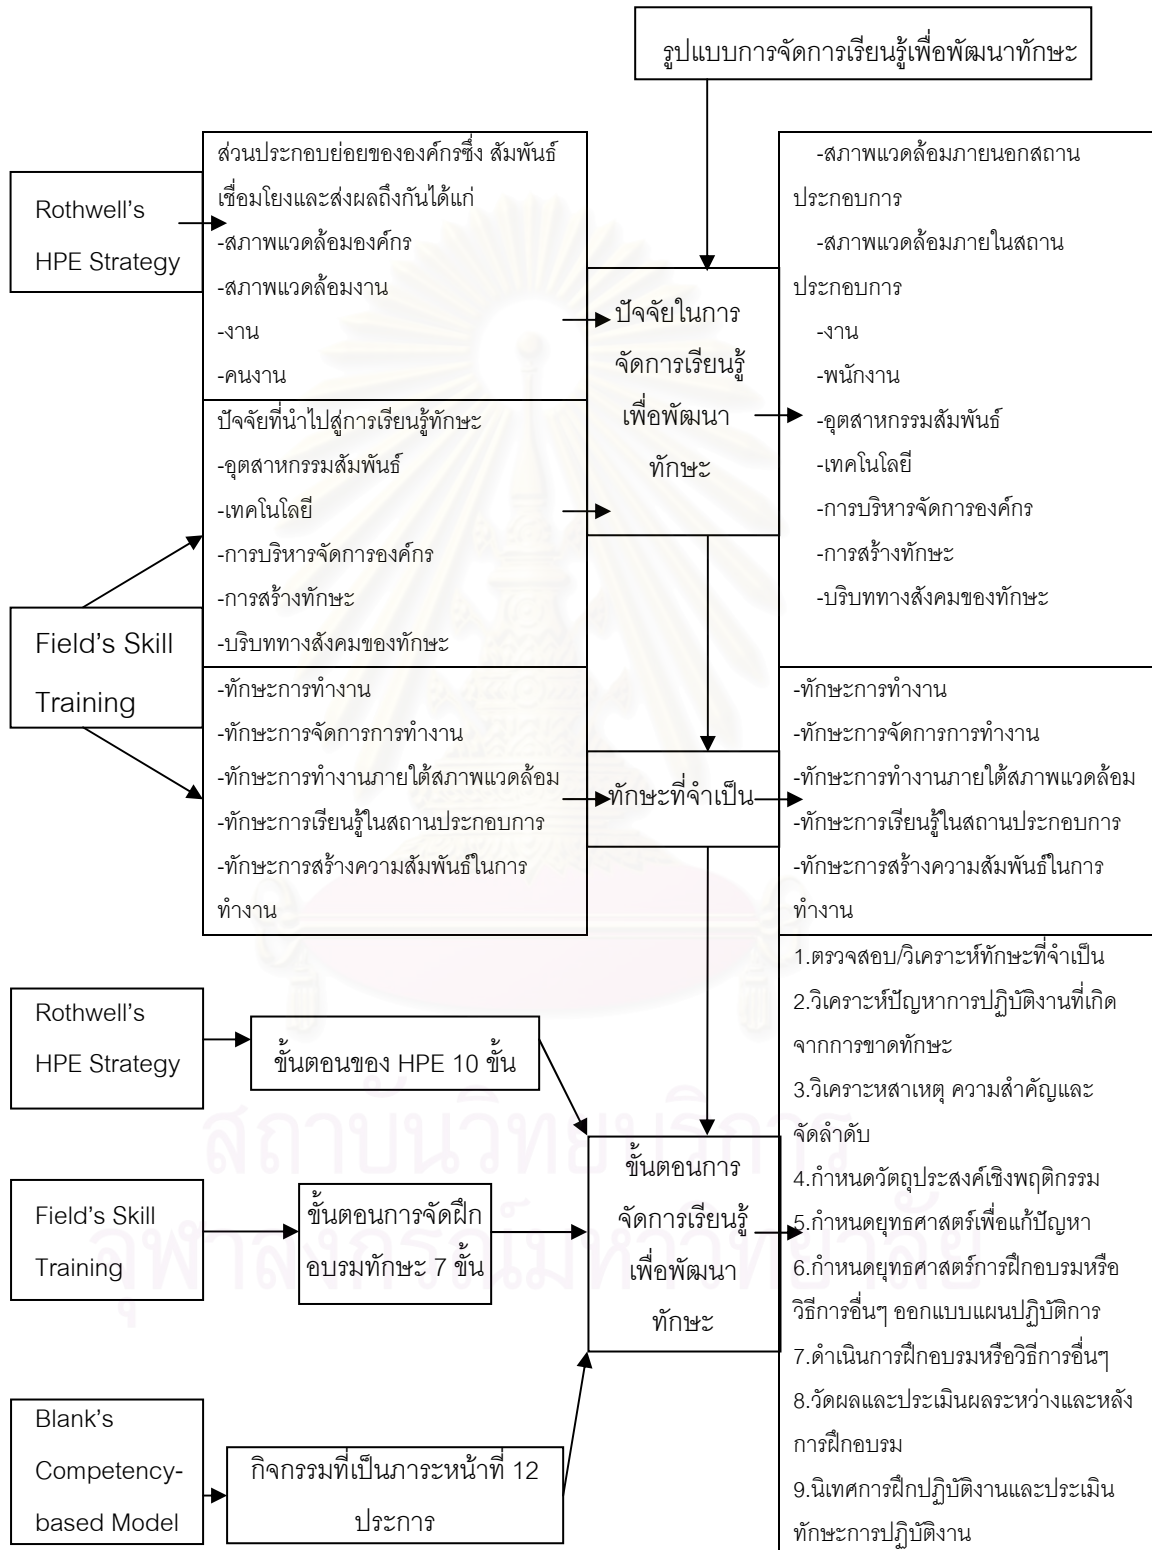 รูปแบบการจัดการเรียนรู้เพื่อพัฒนาทักษะ
Rothwell's
HPE Strategy
ส่วนประกอบย่อยขององค์กรซึ่ง สัมพันธ์
เชื่อมโยงและส่งผลถึงกันได้แก่
-สภาพแวดล้อมองค์กร
-สภาพแวดล้อมงาน
-งาน
-คนงาน
ปัจจัยที่นำไปสู่การเรียนรู้ทักษะ
-อุตสาหกรรมสัมพันธ์
-เทคโนโลยี
-การบริหารจัดการองค์กร
-การสร้างทักษะ
-บริบททางสังคมของทักษะ
ปัจจัยในการ
จัดการเรียนรู้
เพื่อพัฒนา
ทักษะ
-สภาพแวดล้อมภายนอกสถาน
ประกอบการ
-สภาพแวดล้อมภายในสถาน
ประกอบการ
-งาน
-พนักงาน
-อุตสาหกรรมสัมพันธ์
-เทคโนโลยี
-การบริหารจัดการองค์กร
-การสร้างทักษะ
-บริบททางสังคมของทักษะ
Field's Skill
Training
-ทักษะการทำงาน
-ทักษะการจัดการการทำงาน
-ทักษะการทำงานภายใต้สภาพแวดล้อม
-ทักษะการเรียนรู้ในสถานประกอบการ
-ทักษะการสร้างความสัมพันธ์ในการ
ทำงาน
ทักษะที่จำเป็น
-ทักษะการทำงาน
-ทักษะการจัดการการทำงาน
-ทักษะการทำงานภายใต้สภาพแวดล้อม
-ทักษะการเรียนรู้ในสถานประกอบการ
-ทักษะการสร้างความสัมพันธ์ในการ
ทำงาน
Rothwell's
HPE Strategy
ขั้นตอนของ HPE 10 ขั้น
Field's Skill
Training
ขั้นตอนการจัดฝึก
อบรมทักษะ 7 ขั้น
Blank's
Competency-
based Model
กิจกรรมที่เป็นภาระหน้าที่ 12
ประการ
ขั้นตอนการ
จัดการเรียนรู้
เพื่อพัฒนา
ทักษะ
1.ตรวจสอบ/วิเคราะห์ทักษะที่จำเป็น
2.วิเคราะห์ปัญหาการปฏิบัติงานที่เกิด
จากการขาดทักษะ
3.วิเคราะหสาเหตุ ความสำคัญและ
จัดลำดับ
4.กำหนดวัตถุประสงค์เชิงพฤติกรรม
5.กำหนดยุทธศาสตร์เพื่อแก้ปัญหา
6.กำหนดยุทธศาสตร์การฝึกอบรมหรือ
วิธีการอื่นๆ ออกแบบแผนปฏิบัติการ
7.ดำเนินการฝึกอบรมหรือวิธีการอื่นๆ
8.วัดผลและประเมินผลระหว่างและหลัง
การฝึกอบรม
9.นิเทศการฝึกปฏิบัติงานและประเมิน
ทักษะการปฏิบัติงาน
สถาบันวิทยบริการ
จุฬาลงกรณ์มหาวิทยาลัย